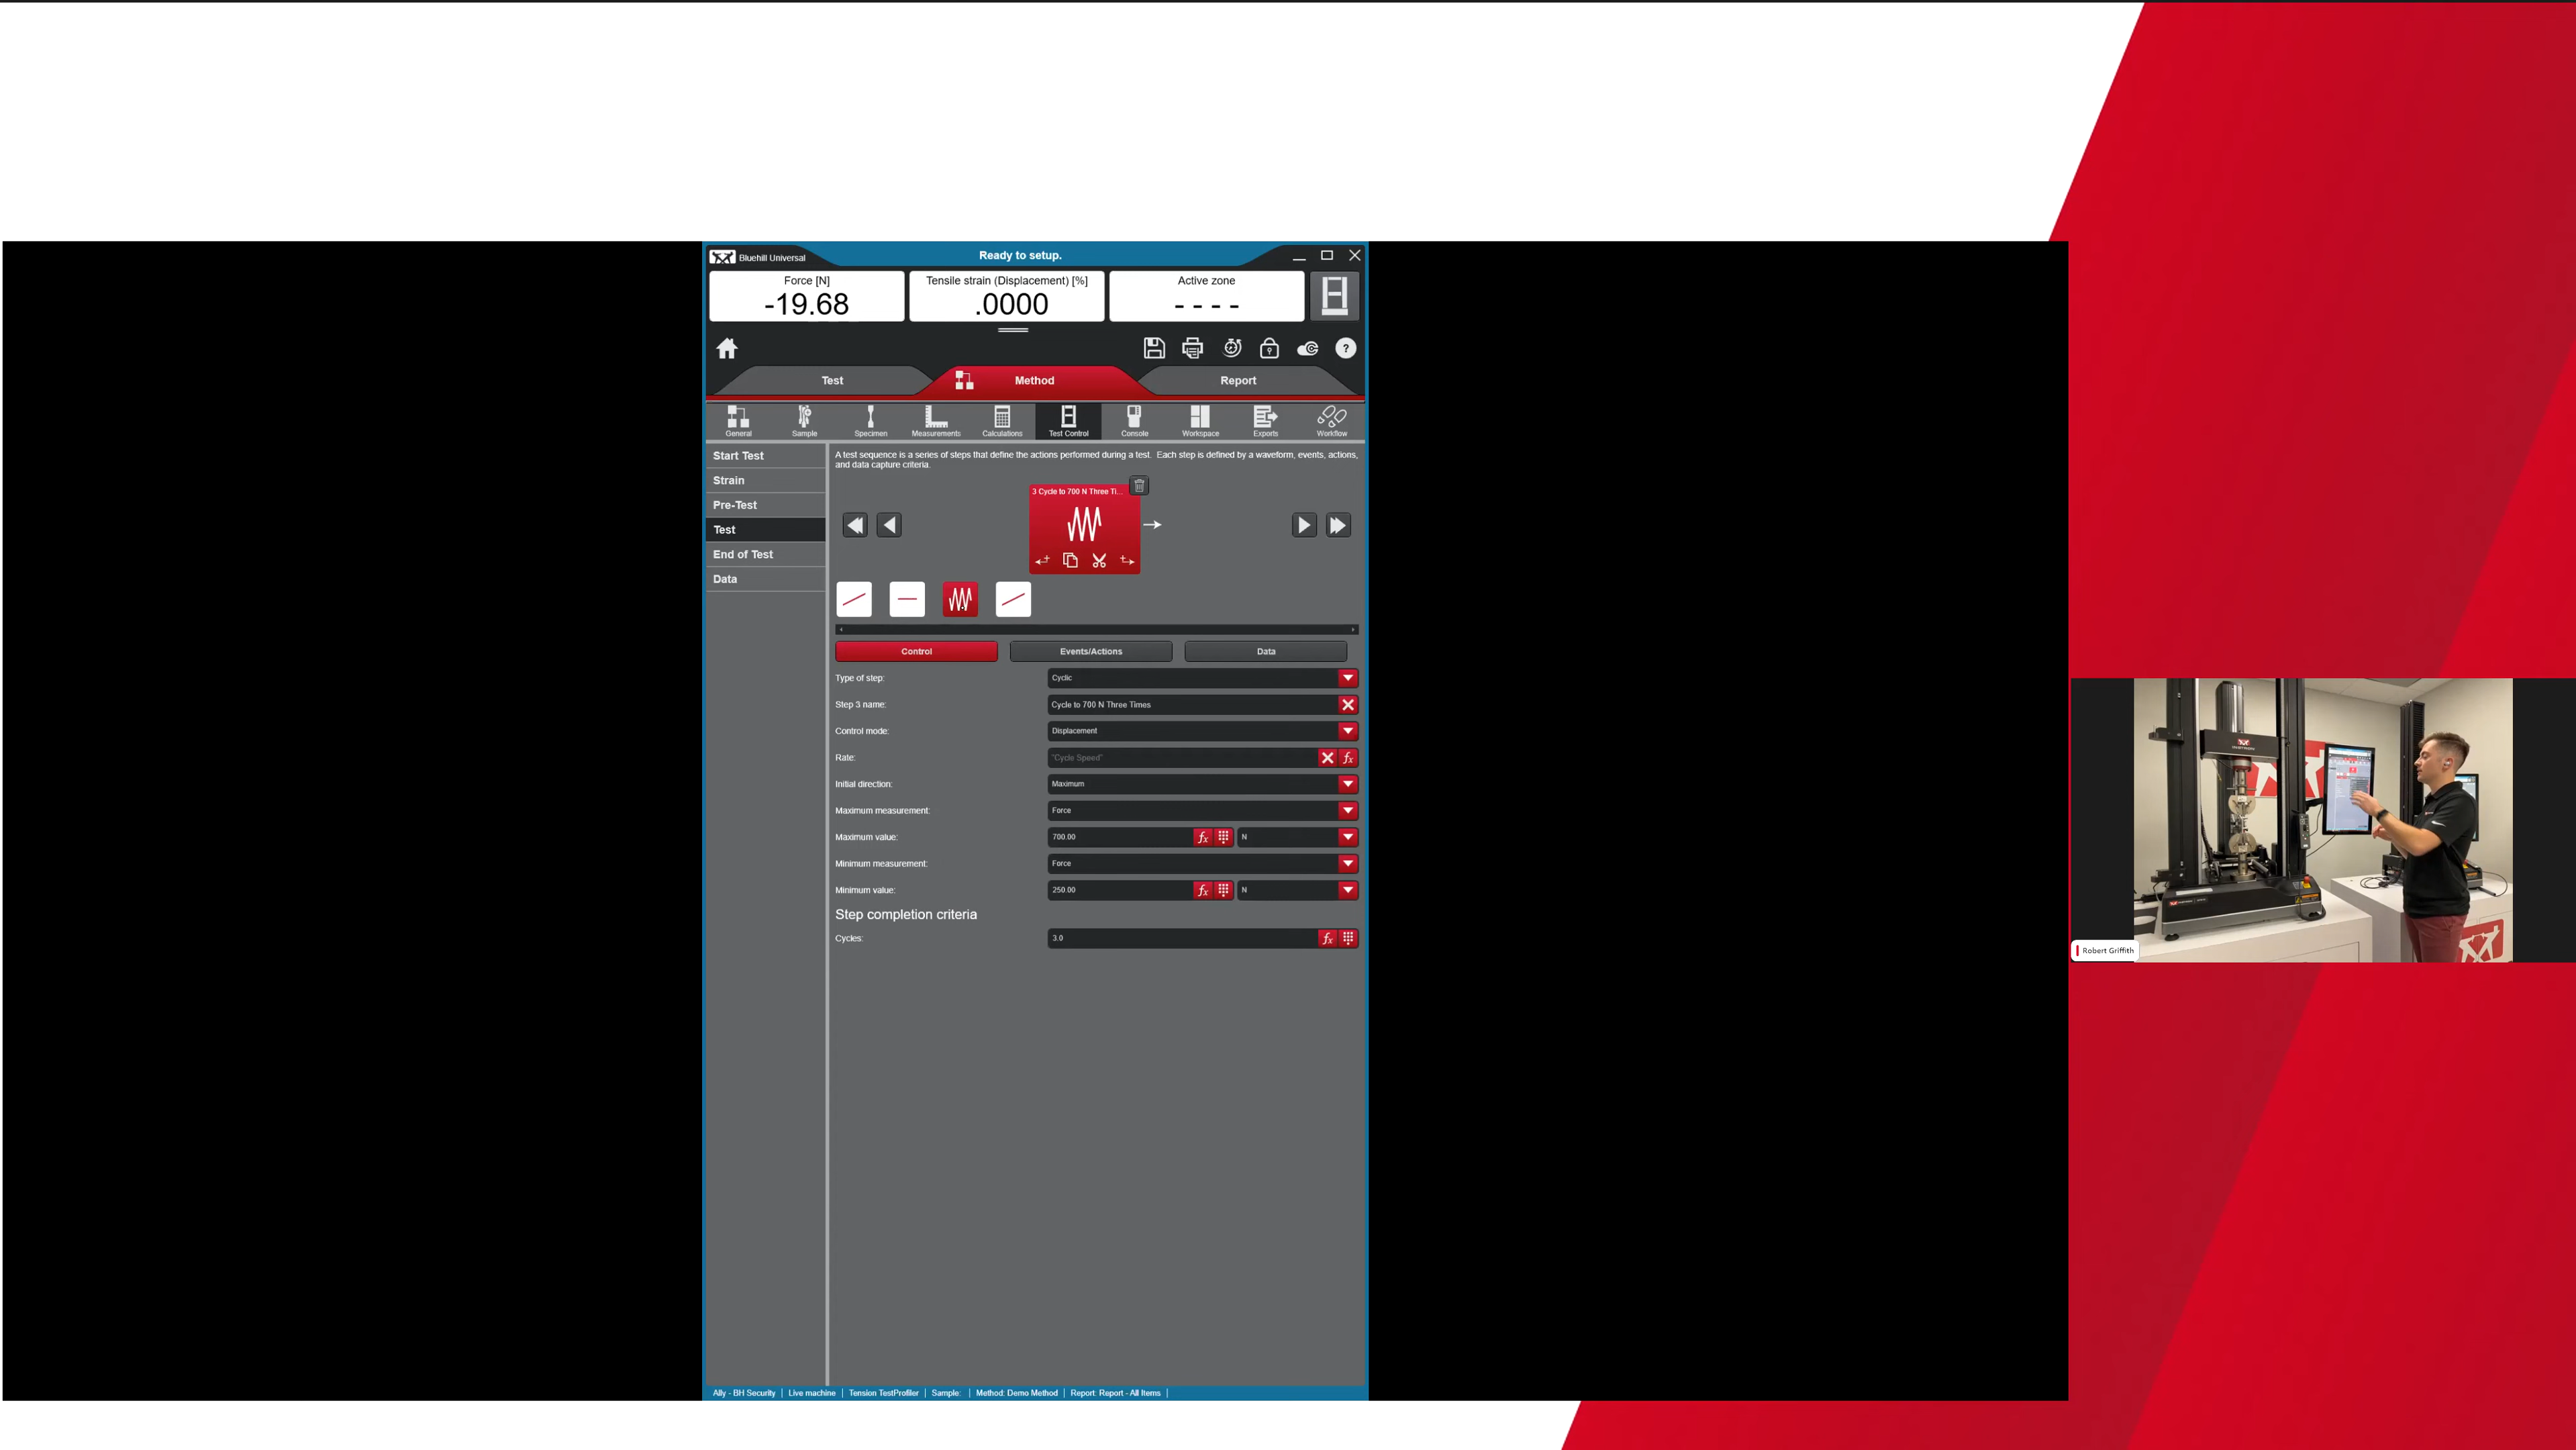 Bluehill Universal
Ready to setup.
Force [N]
-19.68
Tensile strain (Displacement) [%]
.0000
Active zone
- - - -
?
Test
Method
Report
General
Sample
Specimen
Measurements
Calculations
Test Control
Console
Workspace
Exports
Workflow
Start Test
Strain
Pre-Test
Test
End of Test
Data
A test sequence is a series of steps that define the actions performed during a test. Each step is defined by a waveform, events, actions,
and data capture criteria.
3 Cycle to 700 N Three Ti...
Control
Events/Actions
Data
Type of step:
Cyclic
Step 3 name:
Cycle to 700 N Three Times
Control mode:
Displacement
Rate:
"Cycle Speed"
fx
Initial direction:
Maximum
Maximum measurement:
Force
Maximum value:
700.00
fx
N
Minimum measurement:
Force
Minimum value:
250.00
fx
N
Step completion criteria
Cycles:
3.0
fx
Robert Griffith
Ally - BH Security | Live machine | Tension TestProfiler | Sample: | Method: Demo Method | Report: Report - All Items |